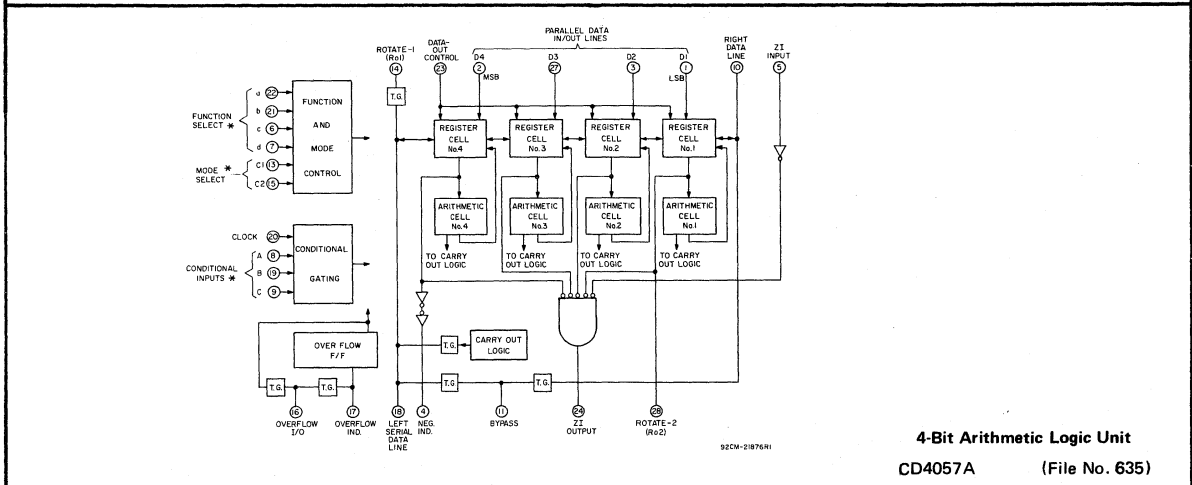 PARALLEL DATA
IN/OUT LINES
ROTATE-1
(Ro1)
14
DATA-
OUT
CONTROL
23
D4
2
MSB
D3
27
D2
3
D1
1
LSB
RIGHT
DATA
LINE
10
ZI
INPUT
5
T.G.
FUNCTION
SELECT *
a 22
b 21
c 6
d 7
MODE *
SELECT
C1 13
C2 15
FUNCTION
AND
MODE
CONTROL
REGISTER
CELL
No.4
REGISTER
CELL
No.3
REGISTER
CELL
No.2
REGISTER
CELL
No.1
ARITHMETIC
CELL
No.4
ARITHMETIC
CELL
No.3
ARITHMETIC
CELL
No.2
ARITHMETIC
CELL
No.1
TO CARRY
OUT LOGIC
TO CARRY
OUT LOGIC
TO CARRY
OUT LOGIC
TO CARRY
OUT LOGIC
CLOCK 20
CONDITIONAL
INPUTS *
A 8
B 19
C 9
CONDITIONAL
GATING
OVER FLOW
F/F
T.G.
T.G.
16
OVERFLOW
I/O
17
OVERFLOW
IND.
T.G.
CARRY OUT
LOGIC
T.G.
T.G.
18
LEFT
SERIAL
DATA
LINE
4
NEG.
IND.
11
BYPASS
24
ZI
OUTPUT
28
ROTATE-2
(Ro2)
92CM-21876R1
4-Bit Arithmetic Logic Unit
CD4057A (File No. 635)